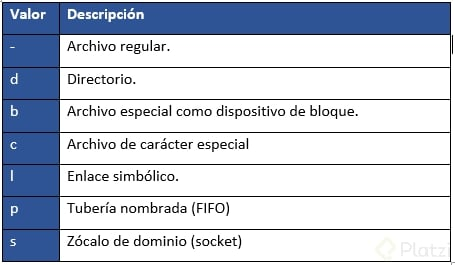 Valor Descripción
- Archivo regular.
d Directorio.
b Archivo especial como dispositivo de bloque.
c Archivo de carácter especial
l Enlace simbólico.
p Tubería nombrada (FIFO)
s Zócalo de dominio (socket)
Platzi